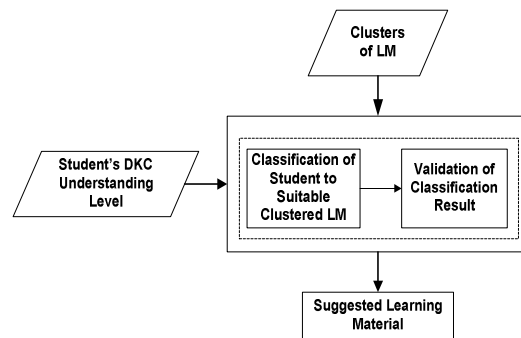 Clusters
of LM
Student's DKC
Understanding
Level
Classification of
Student to
Suitable
Clustered LM
Validation of
Classification
Result
Suggested Learning
Material